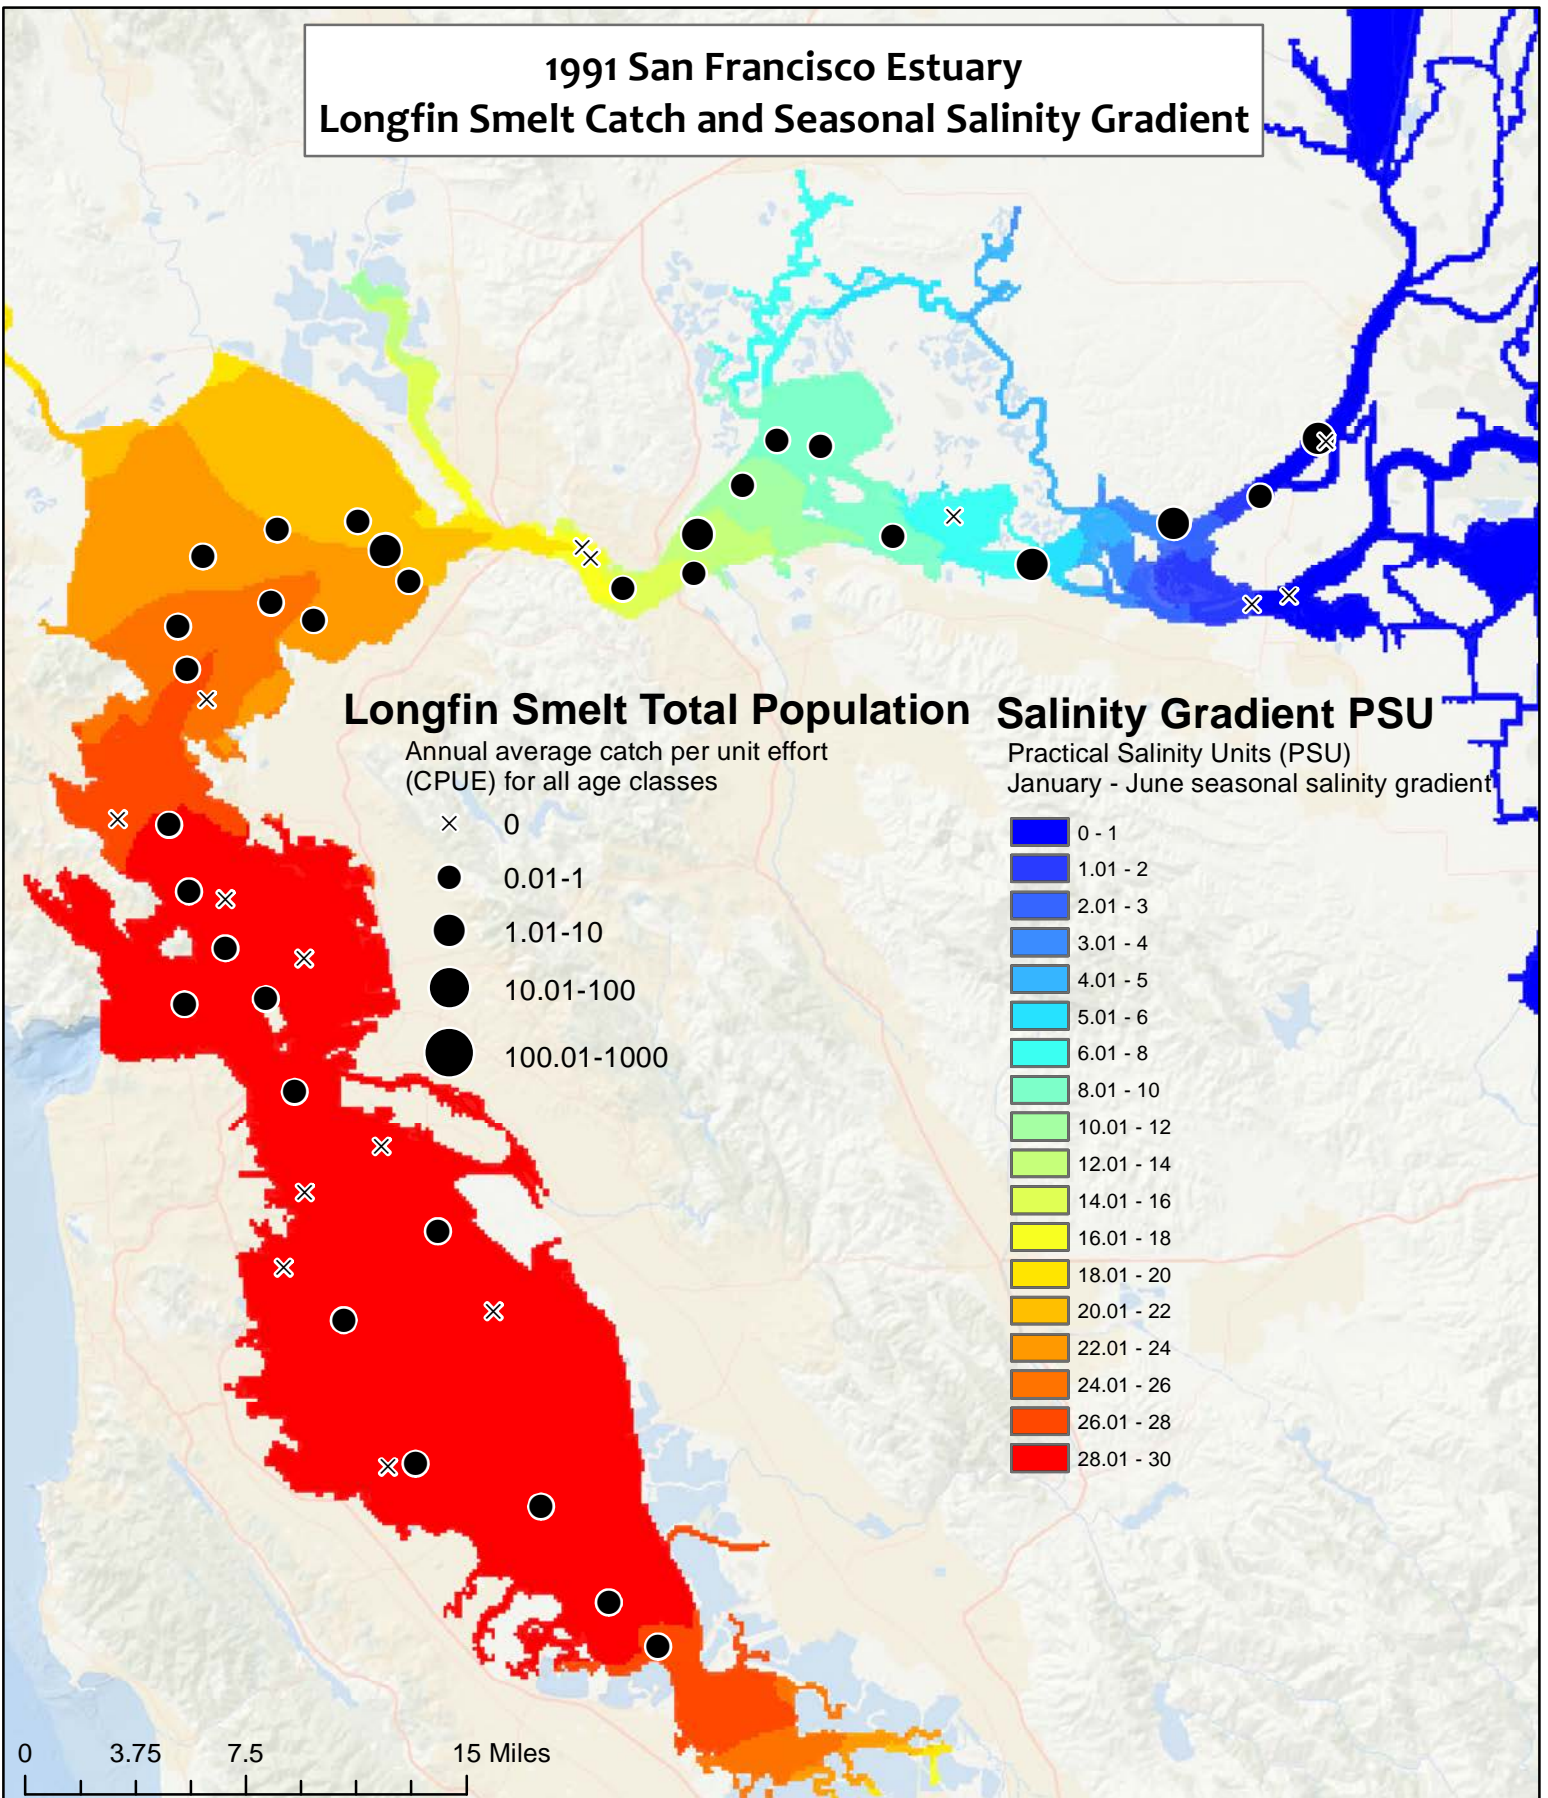 1991 San Francisco Estuary
Longfin Smelt Catch and Seasonal Salinity Gradient
Longfin Smelt Total Population
Annual average catch per unit effort
(CPUE) for all age classes
0
0.01-1
1.01-10
10.01-100
100.01-1000
Salinity Gradient PSU
Practical Salinity Units (PSU)
January - June seasonal salinity gradient
0 - 1
1.01 - 2
2.01 - 3
3.01 - 4
4.01 - 5
5.01 - 6
6.01 - 8
8.01 - 10
10.01 - 12
12.01 - 14
14.01 - 16
16.01 - 18
18.01 - 20
20.01 - 22
22.01 - 24
24.01 - 26
26.01 - 28
28.01 - 30
0 3.75 7.5 15 Miles